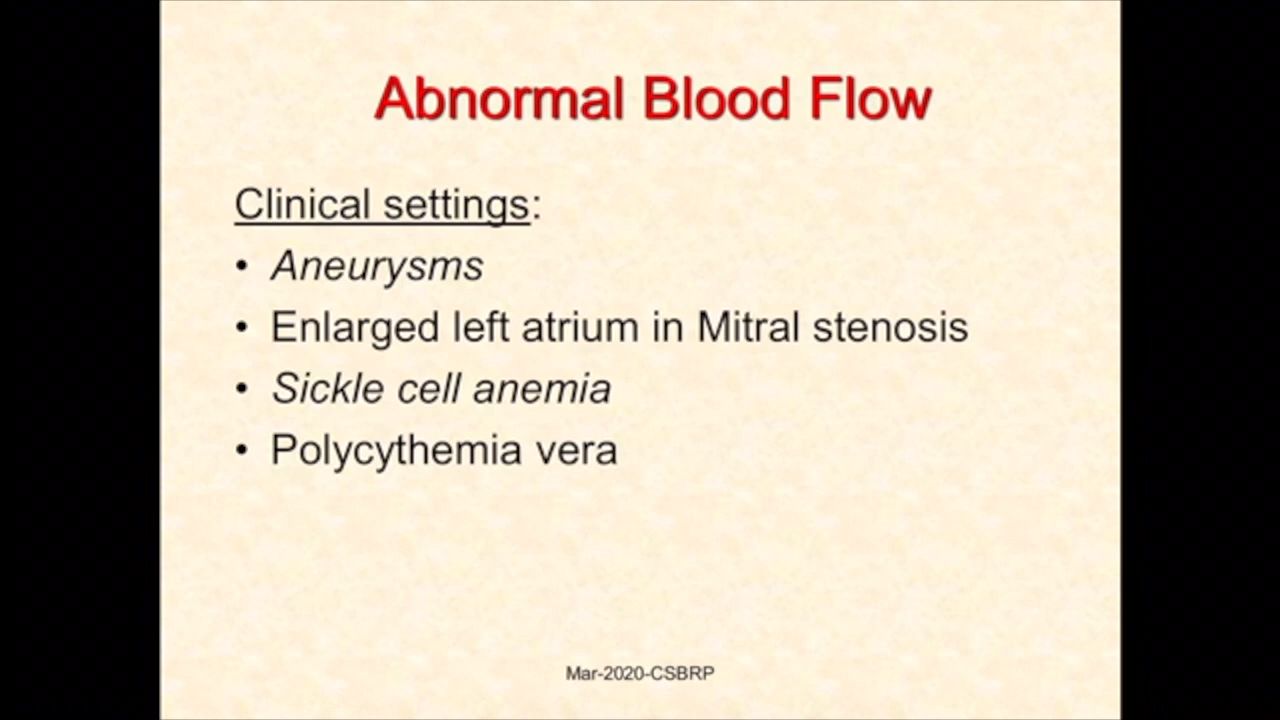 Abnormal Blood Flow
Clinical settings:
• Aneurysms
• Enlarged left atrium in Mitral stenosis
• Sickle cell anemia
• Polycythemia vera
Mar-2020-CSBRP